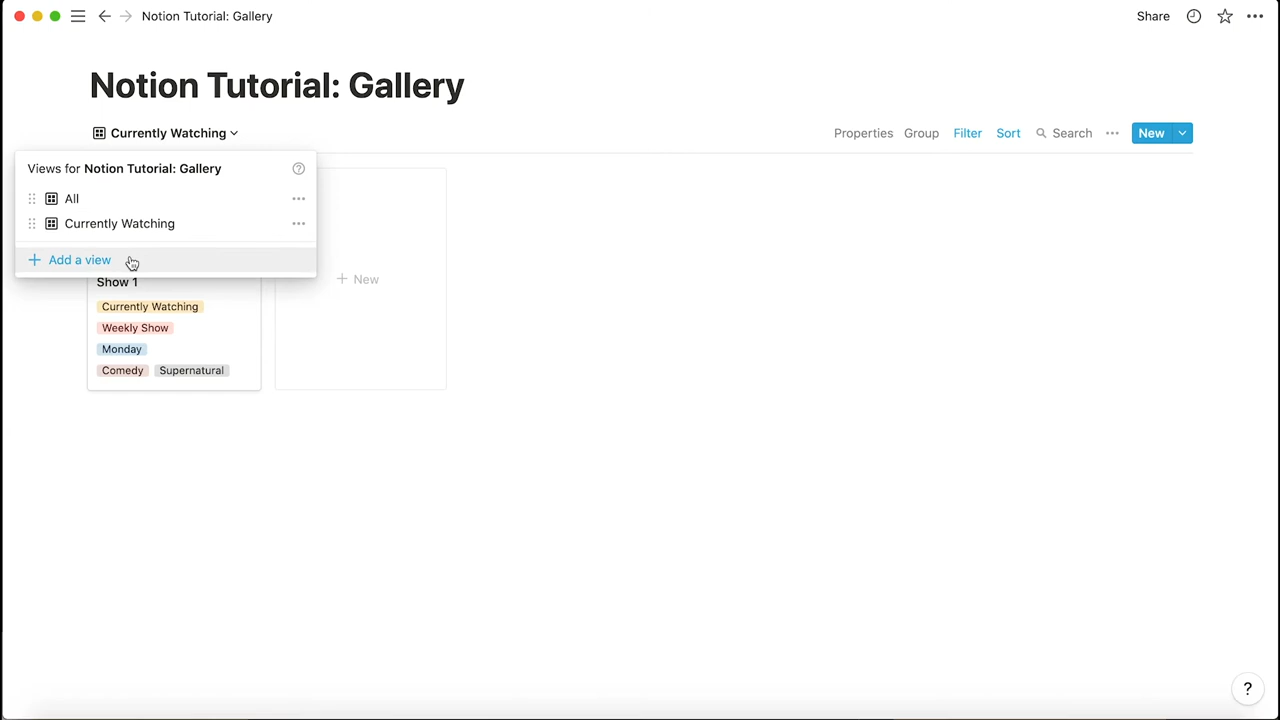 Notion Tutorial: Gallery
Share
Notion Tutorial: Gallery
Currently Watching
Properties Group Filter Sort Search New
Views for Notion Tutorial: Gallery
All
Currently Watching
+ Add a view
+ New
Show 1
Currently Watching
Weekly Show
Monday
Comedy Supernatural
?